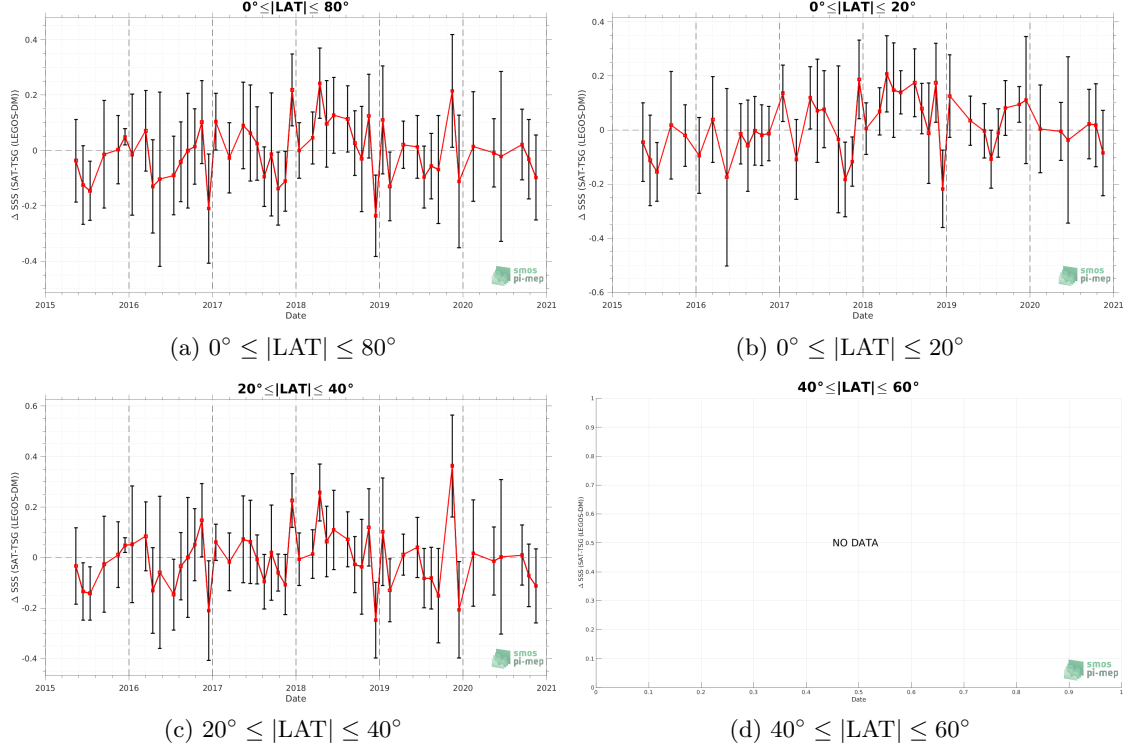 0°≤|LAT|≤ 80°
Δ SSS (SAT-TSG (LEGOS-DM))
0.4
0.2
0
-0.2
-0.4
2015 2016 2017 2018 2019 2020 2021
Date
smos
pi-mep
(a) 0° ≤ |LAT| ≤ 80°
0°≤|LAT|≤ 20°
Δ SSS (SAT-TSG (LEGOS-DM))
0.4
0.2
0
-0.2
-0.4
-0.6
2015 2016 2017 2018 2019 2020 2021
Date
smos
pi-mep
(b) 0° ≤ |LAT| ≤ 20°
20°≤|LAT|≤ 40°
Δ SSS (SAT-TSG (LEGOS-DM))
0.6
0.4
0.2
0
-0.2
-0.4
2015 2016 2017 2018 2019 2020 2021
Date
smos
pi-mep
(c) 20° ≤ |LAT| ≤ 40°
40°≤|LAT|≤ 60°
Δ SSS (SAT-TSG (LEGOS-DM))
1
0.9
0.8
0.7
0.6
0.5
0.4
0.3
0.2
0.1
0
NO DATA
0 0.1 0.2 0.3 0.4 0.5 0.6 0.7 0.8 0.9 1
Date
smos
pi-mep
(d) 40° ≤ |LAT| ≤ 60°